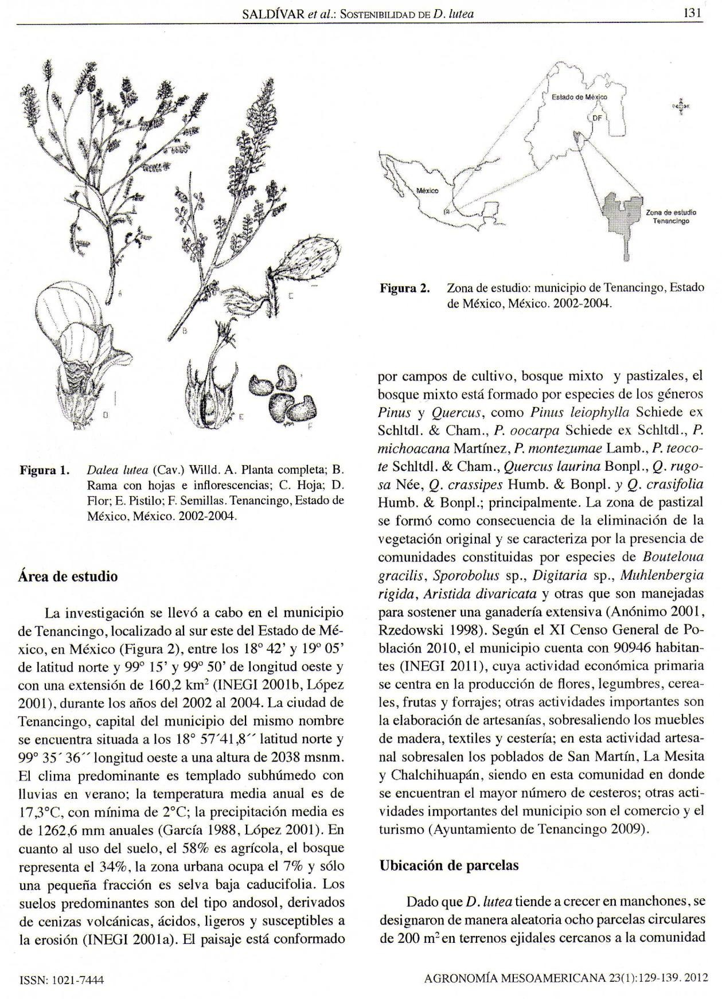 SALDÍVAR et al.: SOSTENIBILIDAD DE D. lutea 131
A
B
C
D
E
F
Figura 1. Dalea lutea (Cav.) Willd. A. Planta completa; B.
Rama con hojas e inflorescencias; C. Hoja; D.
Flor; E. Pistilo; F. Semillas. Tenancingo, Estado de
México, México. 2002-2004.
Área de estudio
La investigación se llevó a cabo en el municipio
de Tenancingo, localizado al sur este del Estado de Mé-
xico, en México (Figura 2), entre los 18° 42’ y 19° 05’
de latitud norte y 99° 15’ y 99° 50’ de longitud oeste y
con una extensión de 160,2 km² (INEGI 2001b, López
2001), durante los años del 2002 al 2004. La ciudad de
Tenancingo, capital del municipio del mismo nombre
se encuentra situada a los 18° 57´41,8´´ latitud norte y
99° 35´ 36´´ longitud oeste a una altura de 2038 msnm.
El clima predominante es templado subhúmedo con
lluvias en verano; la temperatura media anual es de
17,3°C, con mínima de 2°C; la precipitación media es
de 1262,6 mm anuales (García 1988, López 2001). En
cuanto al uso del suelo, el 58% es agrícola, el bosque
representa el 34%, la zona urbana ocupa el 7% y sólo
una pequeña fracción es selva baja caducifolia. Los
suelos predominantes son del tipo andosol, derivados
de cenizas volcánicas, ácidos, ligeros y susceptibles a
la erosión (INEGI 2001a). El paisaje está conformado
Estado de México
DF
México
Zona de estudio
Tenancingo
Figura 2. Zona de estudio: municipio de Tenancingo, Estado
de México, México. 2002-2004.
por campos de cultivo, bosque mixto y pastizales, el
bosque mixto está formado por especies de los géneros
Pinus y Quercus, como Pinus leiophylla Schiede ex
Schltdl. & Cham., P. oocarpa Schiede ex Schltdl., P.
michoacana Martínez, P. montezumae Lamb., P. teoco-
te Schltdl. & Cham., Quercus laurina Bonpl., Q. rugo-
sa Née, Q. crassipes Humb. & Bonpl. y Q. crasifolia
Humb. & Bonpl.; principalmente. La zona de pastizal
se formó como consecuencia de la eliminación de la
vegetación original y se caracteriza por la presencia de
comunidades constituidas por especies de Bouteloua
gracilis, Sporobolus sp., Digitaria sp., Muhlenbergia
rigida, Aristida divaricata y otras que son manejadas
para sostener una ganadería extensiva (Anónimo 2001,
Rzedowski 1998). Según el XI Censo General de Po-
blación 2010, el municipio cuenta con 90946 habitan-
tes (INEGI 2011), cuya actividad económica primaria
se centra en la producción de flores, legumbres, cerea-
les, frutas y forrajes; otras actividades importantes son
la elaboración de artesanías, sobresaliendo los muebles
de madera, textiles y cestería; en esta actividad artesa-
nal sobresalen los poblados de San Martín, La Mesita
y Chalchihuapán, siendo en esta comunidad en donde
se encuentran el mayor número de cesteros; otras acti-
vidades importantes del municipio son el comercio y el
turismo (Ayuntamiento de Tenancingo 2009).
Ubicación de parcelas
Dado que D. lutea tiende a crecer en manchones, se
designaron de manera aleatoria ocho parcelas circulares
de 200 m² en terrenos ejidales cercanos a la comunidad
ISSN: 1021-7444 AGRONOMÍA MESOAMERICANA 23(1):129-139. 2012